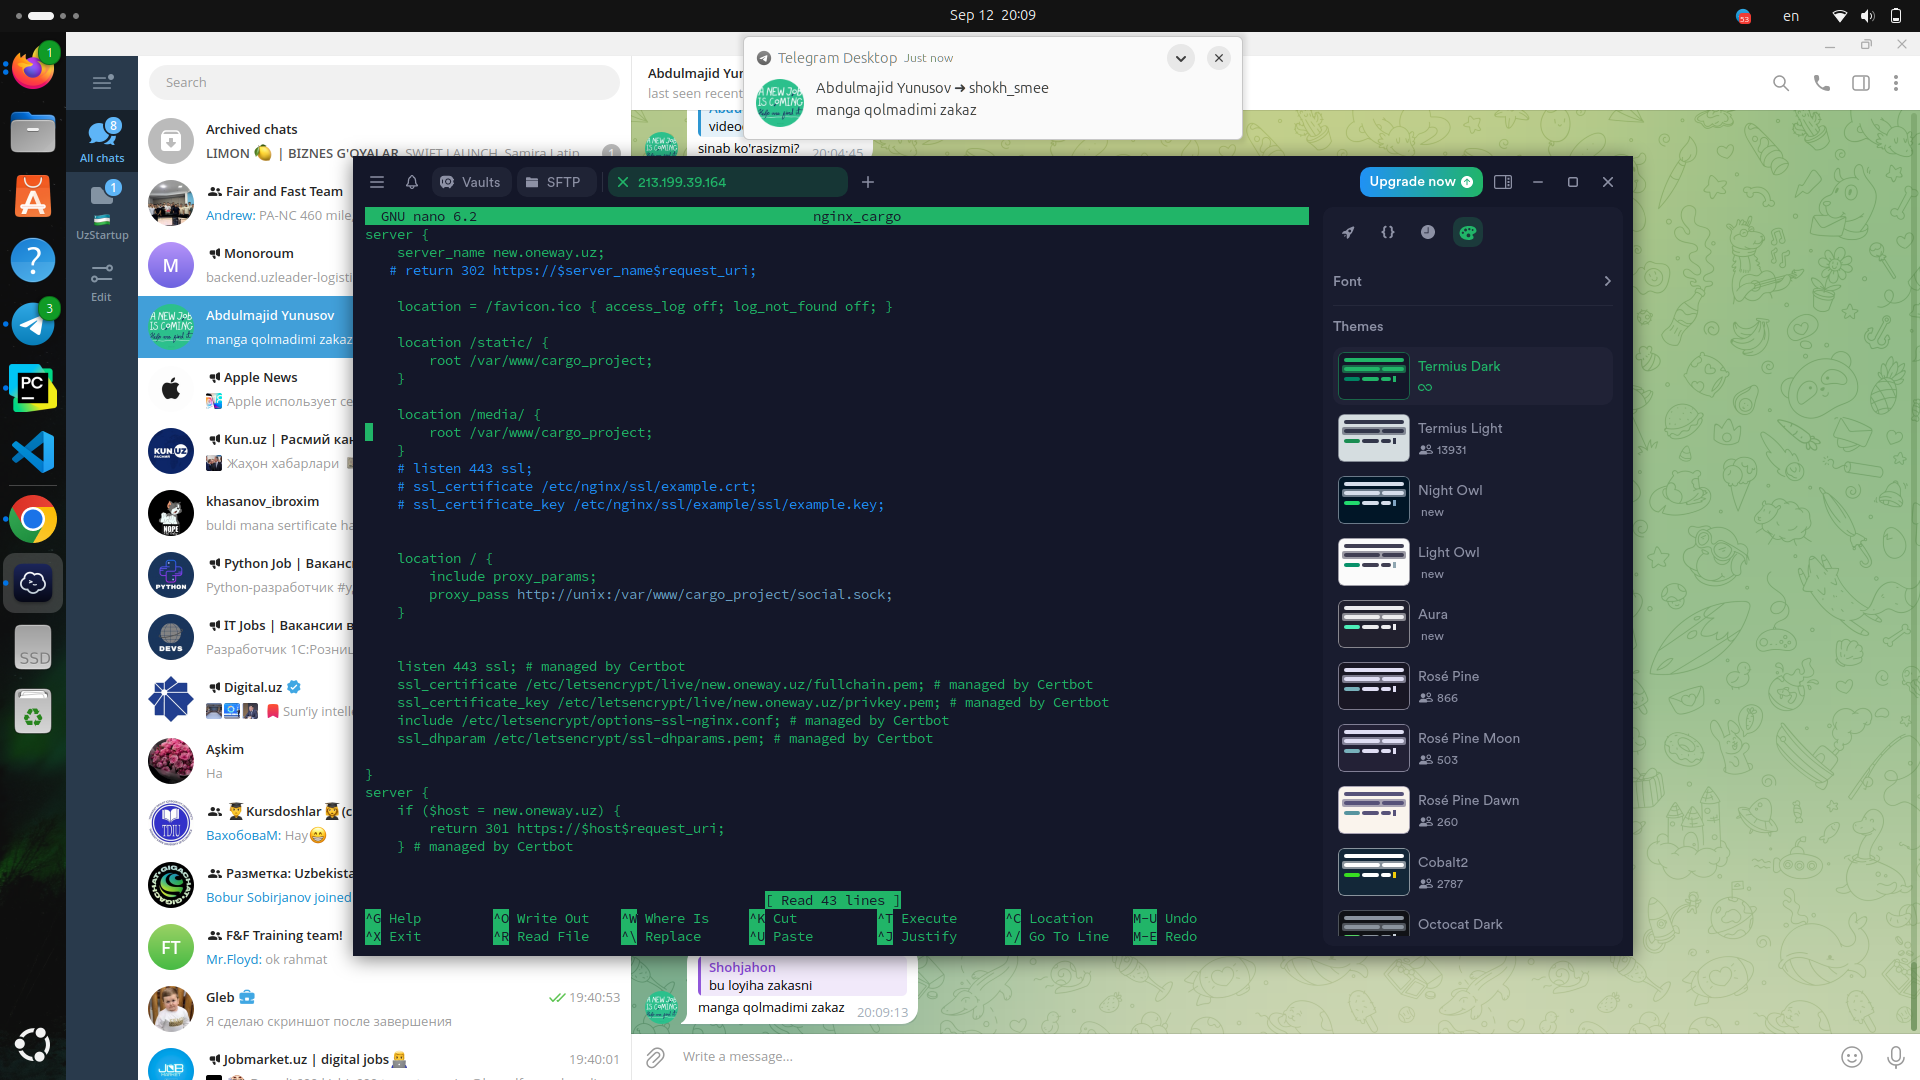 Sep 12 20:09
53
en
Telegram Desktop Just now
Abdulmajid Yunusov ➜ shokh_smee
manga qolmadimi zakaz
1
3
SSD
8
All chats
1
UzStartup
Edit
Search
Archived chats
LIMON 🍋 | BIZNES G'OYALAR, SWIFT LAUNCH, Samira Latin
1
Fair and Fast Team
Andrew: PA-NC 460 mile
Monoroum
backend.uzleader-logisti
Abdulmajid Yunusov
manga qolmadimi zakaz
Apple News
Apple использует се
Kun.uz | Расмий кан
Жаҳон хабарлари
khasanov_ibroxim
buldi mana sertificate ha
Python Job | Ваканс
Python-разработчик #у
IT Jobs | Вакансии в
Разработчик 1С:Розниц
Digital.uz
Sun'iy intelle
Aşkim
На
Kursdoshlar (c
ВахобоваМ: Hay😁
Разметка: Uzbekista
Bobur Sobirjanov joined
F&F Training team!
Mr.Floyd: ok rahmat
Gleb
19:40:53
Я сделаю скриншот после завершения
Jobmarket.uz | digital jobs
19:40:01
Abdulmajid Yu
last seen recent
video
sinab ko'rasizmi? 20:04:45
Vaults
SFTP
213.199.39.164
Upgrade now
GNU nano 6.2 nginx_cargo
server {
server_name new.oneway.uz;
# return 302 https://$server_name$request_uri;
location = /favicon.ico { access_log off; log_not_found off; }
location /static/ {
root /var/www/cargo_project;
}
location /media/ {
root /var/www/cargo_project;
}
# listen 443 ssl;
# ssl_certificate /etc/nginx/ssl/example.crt;
# ssl_certificate_key /etc/nginx/ssl/example/ssl/example.key;
location / {
include proxy_params;
proxy_pass http://unix:/var/www/cargo_project/social.sock;
}
listen 443 ssl; # managed by Certbot
ssl_certificate /etc/letsencrypt/live/new.oneway.uz/fullchain.pem; # managed by Certbot
ssl_certificate_key /etc/letsencrypt/live/new.oneway.uz/privkey.pem; # managed by Certbot
include /etc/letsencrypt/options-ssl-nginx.conf; # managed by Certbot
ssl_dhparam /etc/letsencrypt/ssl-dhparams.pem; # managed by Certbot
}
server {
if ($host = new.oneway.uz) {
return 301 https://$host$request_uri;
} # managed by Certbot
[ Read 43 lines ]
^G Help ^O Write Out ^W Where Is ^K Cut ^T Execute ^C Location M-U Undo
^X Exit ^R Read File ^\ Replace ^U Paste ^J Justify ^/ Go To Line M-E Redo
Font
Themes
Termius Dark
∞
Termius Light
13931
Night Owl
new
Light Owl
new
Aura
new
Rosé Pine
866
Rosé Pine Moon
503
Rosé Pine Dawn
260
Cobalt2
2787
Octocat Dark
Shohjahon
bu loyiha zakasni
manga qolmadimi zakaz 20:09:13
Write a message...